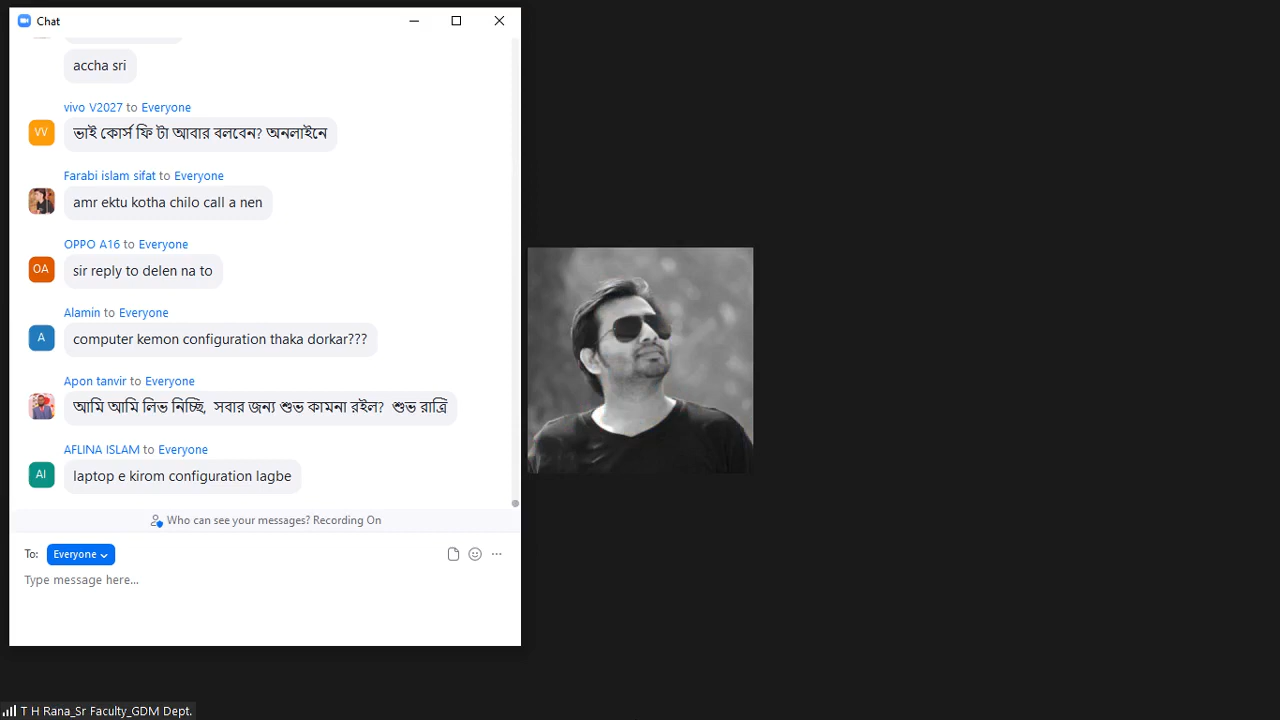 Chat
accha sri
vivo V2027 to Everyone
VV
ভাই কোর্স ফি টা আবার বলবেন? অনলাইনে
Farabi islam sifat to Everyone
amr ektu kotha chilo call a nen
OPPO A16 to Everyone
OA
sir reply to delen na to
Alamin to Everyone
A
computer kemon configuration thaka dorkar???
Apon tanvir to Everyone
আমি আমি লিভ নিচ্ছি, সবার জন্য শুভ কামনা রইল? শুভ রাত্রি
AFLINA ISLAM to Everyone
AI
laptop e kirom configuration lagbe
Who can see your messages? Recording On
To: Everyone
Type message here...
T H Rana_Sr Faculty_GDM Dept.